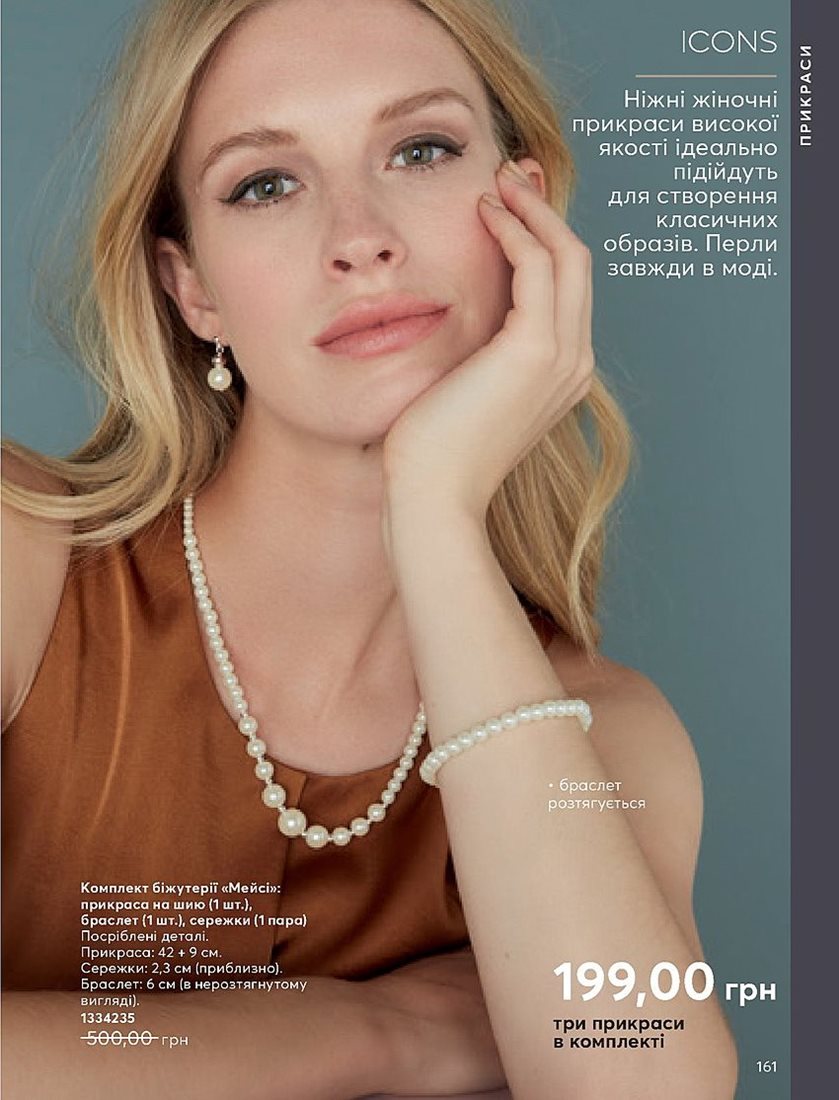 ICONS
Ніжні жіночні
прикраси високої
якості ідеально
підійдуть
для створення
класичних
образів. Перли
завжди в моді.
ПРИКРАСИ
• браслет
розтягується
Комплект біжутерії «Мейсі»:
прикраса на шию (1 шт.),
браслет (1 шт.), сережки (1 пара)
Посріблені деталі.
Прикраса: 42 + 9 см.
Сережки: 2,3 см (приблизно).
Браслет: 6 см (в нерозтягнутому
вигляді).
1334235
500,00 грн
199,00 грн
три прикраси
в комплекті
161